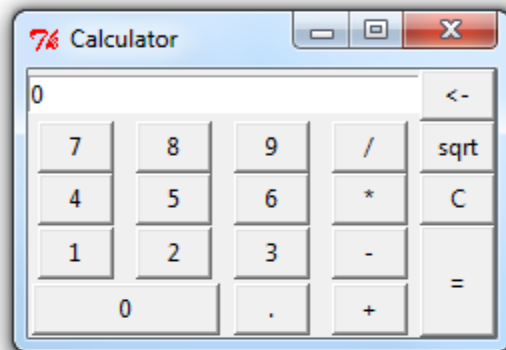 Calculator
0 <-
7 8 9 / sqrt
4 5 6 * C
1 2 3 - =
0 . +